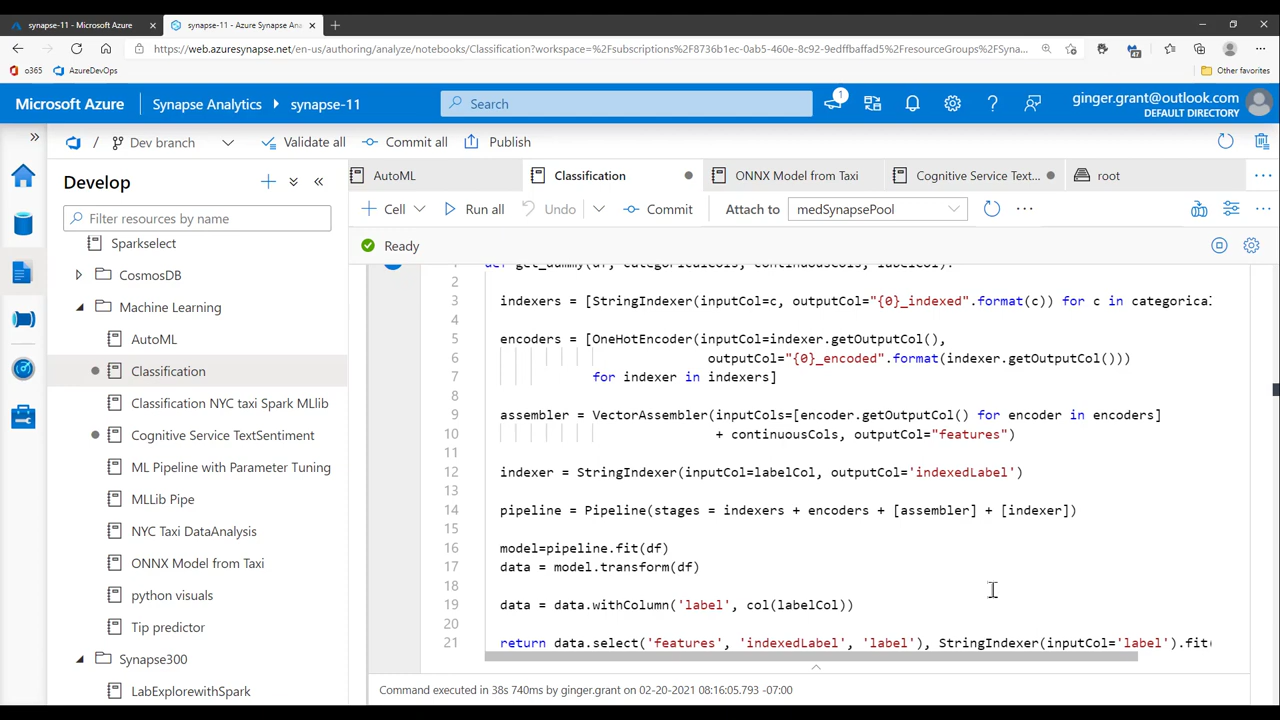 synapse-11 - Microsoft Azure
synapse-11 - Azure Synapse Ana
https://web.azuresynapse.net/en-us/authoring/analyze/notebooks/Classification?workspace=%2Fsubscriptions%2F8736b1ec-0ab5-460e-8c92-9edffbaffad5%2FresourceGroups%2FSyna...
47
o365
AzureDevOps
Other favorites
Microsoft Azure
Synapse Analytics
synapse-11
Search
1
ginger.grant@outlook.com
DEFAULT DIRECTORY
/ Dev branch
Validate all
Commit all
Publish
Develop
Filter resources by name
Sparkselect
CosmosDB
Machine Learning
AutoML
Classification
Classification NYC taxi Spark MLlib
Cognitive Service TextSentiment
ML Pipeline with Parameter Tuning
MLLib Pipe
NYC Taxi DataAnalysis
ONNX Model from Taxi
python visuals
Tip predictor
Synapse300
LabExplorewithSpark
AutoML
Classification
ONNX Model from Taxi
Cognitive Service Text...
root
Cell
Run all
Undo
Commit
Attach to
medSynapsePool
Ready
1 def get_dummy(df, categoricalCols, continuousCols, labelCol):
2
3 indexers = [StringIndexer(inputCol=c, outputCol="{0}_indexed".format(c)) for c in categorica
4
5 encoders = [OneHotEncoder(inputCol=indexer.getOutputCol(),
6 outputCol="{0}_encoded".format(indexer.getOutputCol()))
7 for indexer in indexers]
8
9 assembler = VectorAssembler(inputCols=[encoder.getOutputCol() for encoder in encoders]
10 + continuousCols, outputCol="features")
11
12 indexer = StringIndexer(inputCol=labelCol, outputCol='indexedLabel')
13
14 pipeline = Pipeline(stages = indexers + encoders + [assembler] + [indexer])
15
16 model=pipeline.fit(df)
17 data = model.transform(df)
18
19 data = data.withColumn('label', col(labelCol))
20
21 return data.select('features', 'indexedLabel', 'label'), StringIndexer(inputCol='label').fit(
Command executed in 38s 740ms by ginger.grant on 02-20-2021 08:16:05.793 -07:00